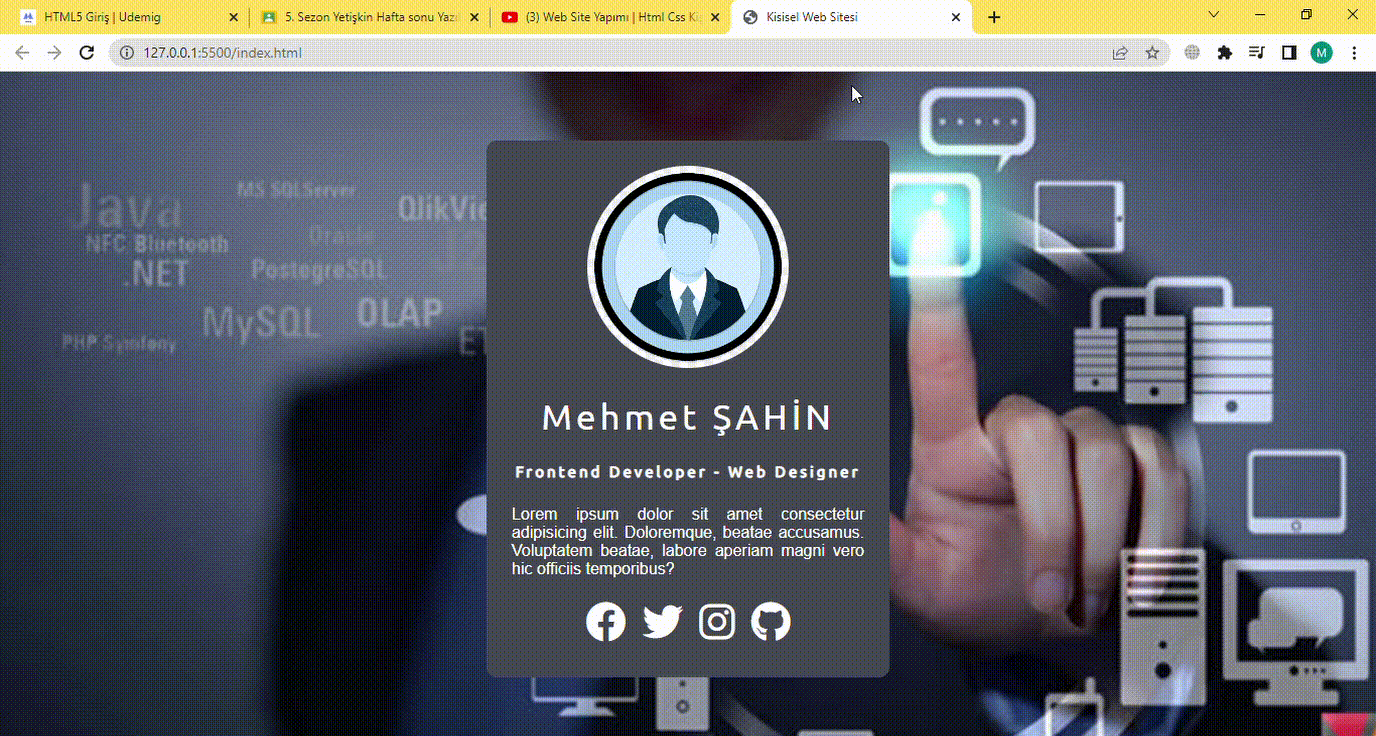 HTML5 Giriş | Udemig
5. Sezon Yetişkin Hafta sonu Yazı
(3) Web Site Yapımı | Html Css Ki
Kisisel Web Sitesi
127.0.0.1:5500/index.html
M
Java
MS SQLServer
QlikVie
NFC Bluetooth
Oracle
J2
.NET
PostegreSQL
MySQL
OLAP
PHP Symfony
ET
Mehmet ŞAHİN
Frontend Developer - Web Designer
Lorem ipsum dolor sit amet consectetur
adipisicing elit. Doloremque, beatae accusamus.
Voluptatem beatae, labore aperiam magni vero
hic officiis temporibus?